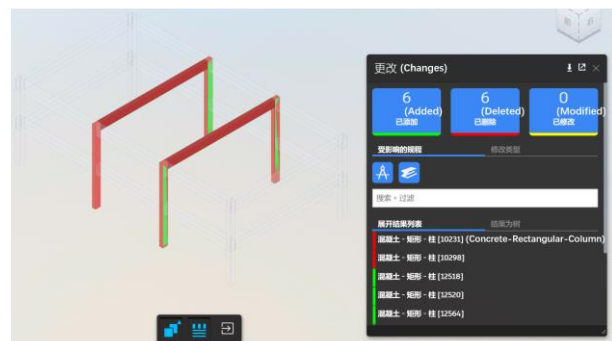 更改 (Changes)
6 6 0
(Added) (Deleted) (Modified)
已添加 已删除 已修改
受影响的规程 修改类型
搜索 + 过滤
展开结果列表 结果为树
混凝土 - 矩形 - 柱 [10231] (Concrete-Rectangular-Column)
混凝土 - 矩形 - 柱 [10298]
混凝土 - 矩形 - 柱 [12518]
混凝土 - 矩形 - 柱 [12520]
混凝土 - 矩形 - 柱 [12564]